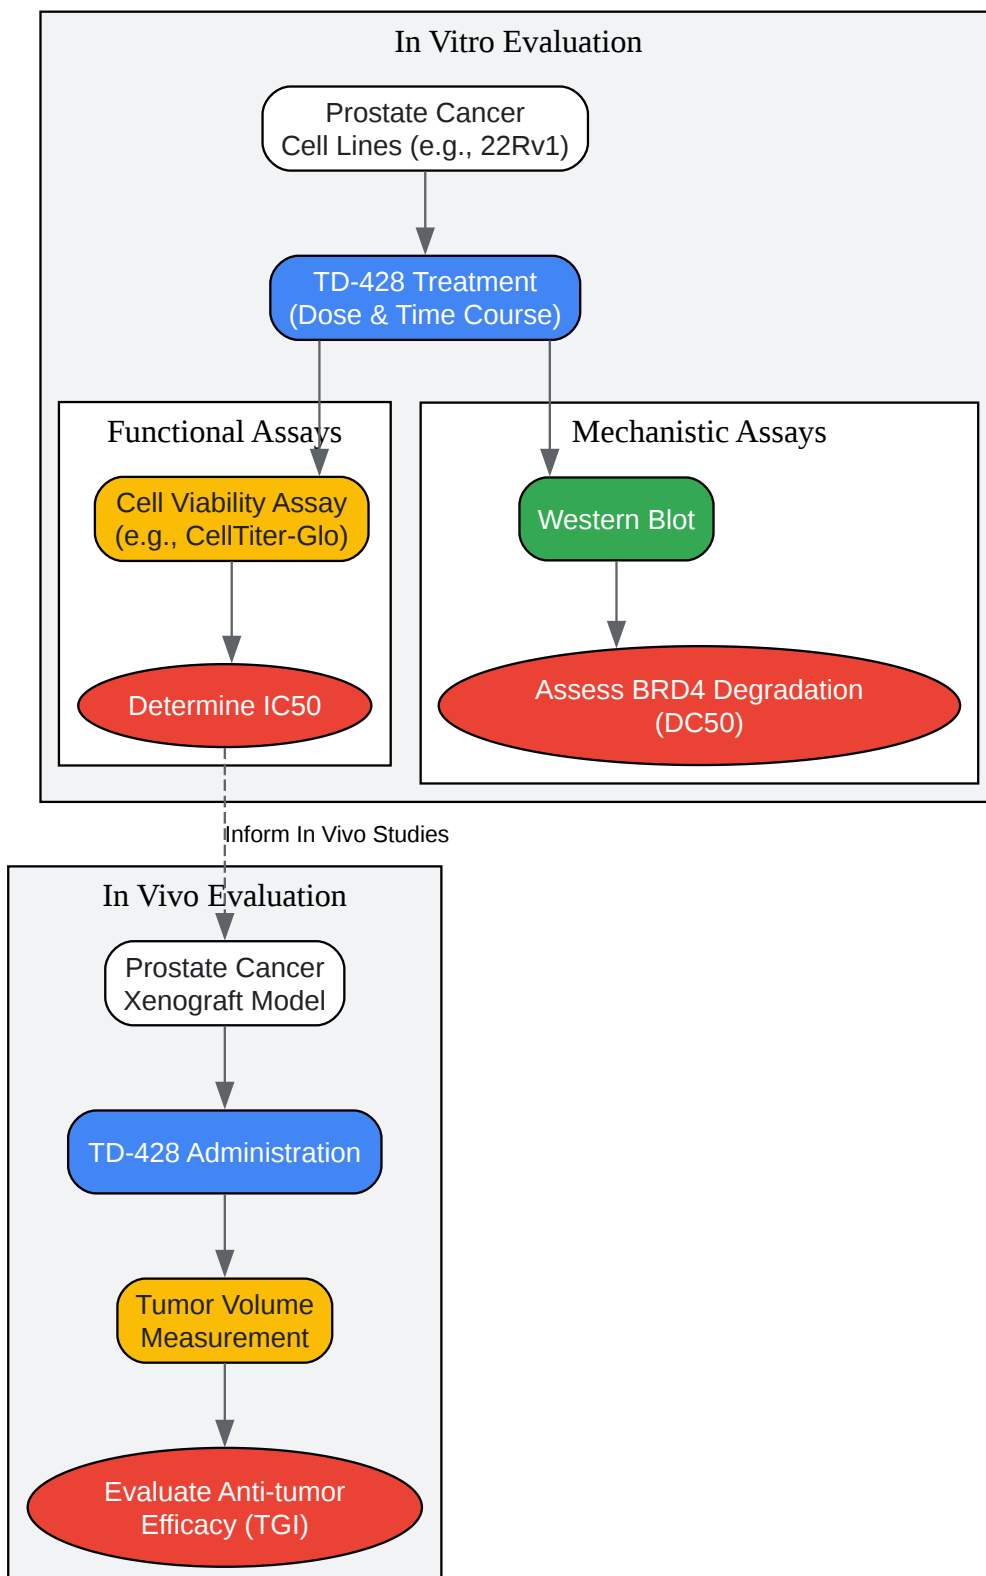 In Vitro Evaluation
Prostate Cancer
Cell Lines (e.g., 22Rv1)
TD-428 Treatment
(Dose & Time Course)
Functional Assays
Cell Viability Assay
(e.g., CellTiter-Glo)
Determine IC50
Mechanistic Assays
Western Blot
Assess BRD4 Degradation
(DC50)
Inform In Vivo Studies
In Vivo Evaluation
Prostate Cancer
Xenograft Model
TD-428 Administration
Tumor Volume
Measurement
Evaluate Anti-tumor
Efficacy (TGI)